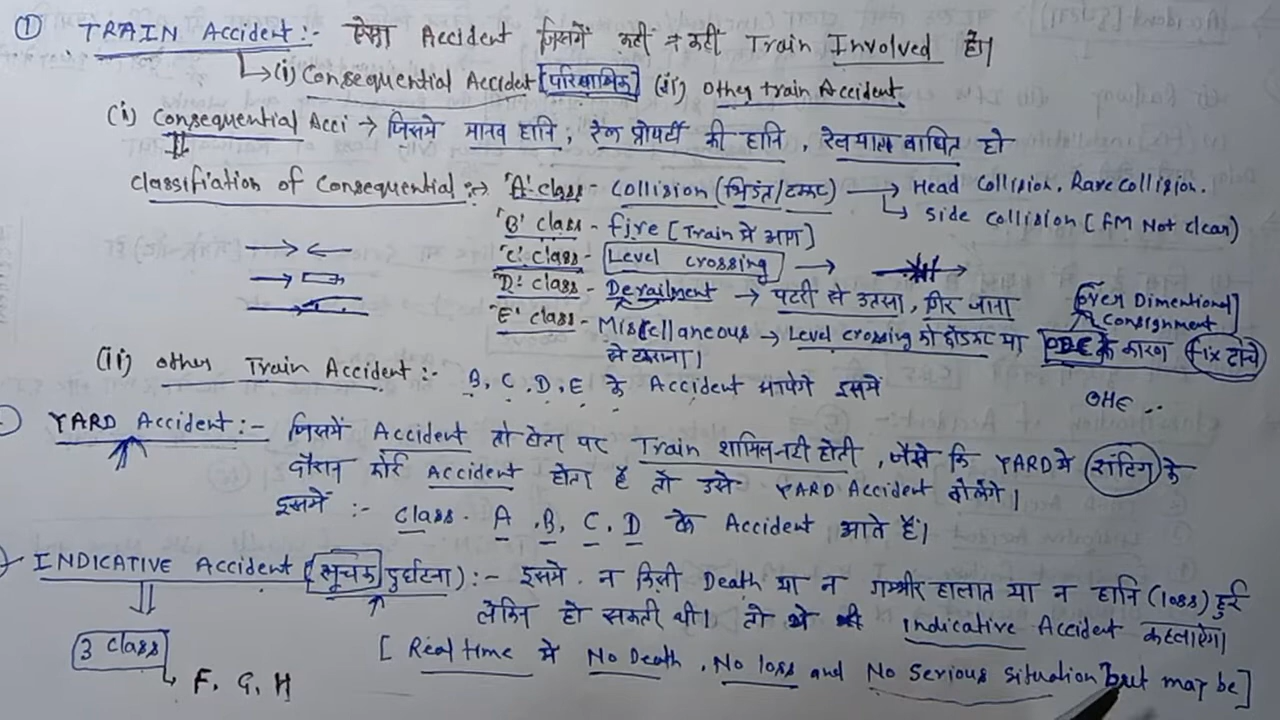 ① TRAIN Accident:- ऐसा Accident जिसमें कहीं न कहीं Train Involved है।
→(i) Consequential Accident [परिणामिक] (ii) other train Accident.
(i) Consequential Acci → जिसमे मानव हानि, रेल प्रोपर्टी की हानि, रेलयाता बाधित हो
Classifiation of Consequential :→ 'A' class - Collision (भिडंत/टक्कर) → Head Collision, Rare collision.
→ Side Collision [FM Not clear)
'B' class - fire [Train में आग]
'C' class - Level crossing →
'D' class - Derailment → पटरी से उतरना, गिर जाना
Over Dimentional Consignment
'E' class - Miscellaneous → Level crossing को छोडकर या ODC के कारण fix ढांचे
से टकराना।
OHE ..
(ii) other Train Accident :- B, C, D, E के Accident आयेंगे इसमें
YARD Accident :- जिसमें Accident तो होता पर Train शामिल नहीं होती, जैसे कि YARD में शंटिंग के
दौरान कोई Accident होता है तो उसे YARD Accident बोलेंगे।
इसमें :- Class. A, B, C, D के Accident आते हैं।
INDICATIVE Accident (सूचक दुर्घटना) :- इसमे न किसी Death या न गम्भीर हालात या न हानि (loss) हुई
लेकिन हो सकती थी। तो वो Indicative Accident कहलाऐगा।
3 class
[Real time में No Death, No loss and No Serious Situation but may be]
F, G, H